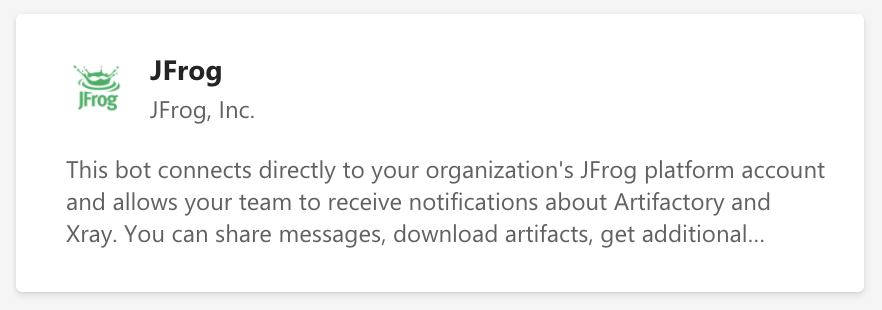 JFrog
JFrog
JFrog, Inc.
This bot connects directly to your organization's JFrog platform account
and allows your team to receive notifications about Artifactory and
Xray. You can share messages, download artifacts, get additional...